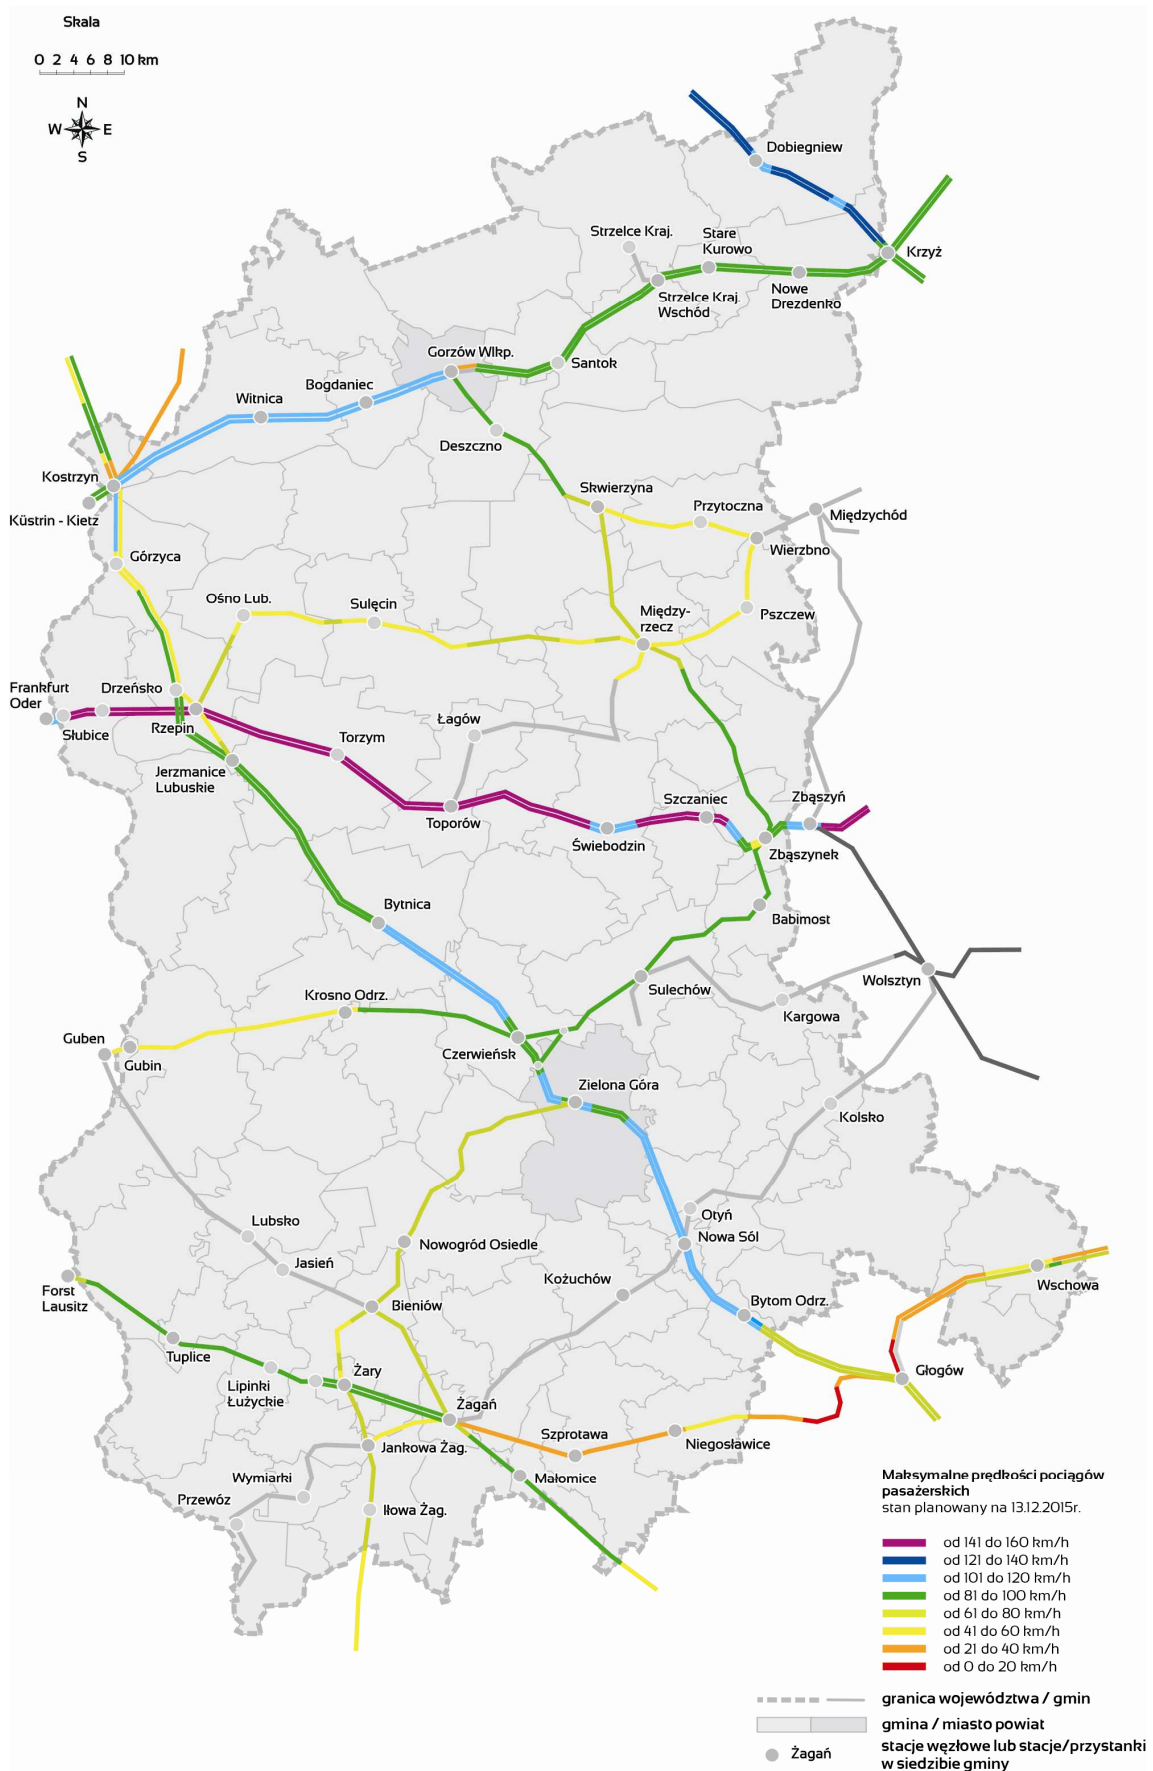 Skala
0 2 4 6 8 10 km
N
W E
S
Dobiegniew
Strzelce Kraj.
Stare
Kurowo
Krzyż
Strzelce Kraj.
Wschód
Nowe
Drezdenko
Gorzów Wlkp.
Santok
Bogdaniec
Witnica
Deszczno
Kostrzyn
Küstrin - Kietz
Skwierzyna
Przytoczna
Międzychód
Wierzbno
Górzyca
Ośno Lub.
Sulęcin
Między-
rzecz
Pszczew
Frankfurt
Oder
Drzeńsko
Słubice
Rzepin
Łagów
Torzym
Jerzmanice
Lubuskie
Toporów
Szczaniec
Zbąszyń
Świebodzin
Zbąszynek
Bytnica
Babimost
Wolsztyn
Sulechów
Krosno Odrz.
Kargowa
Guben
Gubin
Czerwieńsk
Zielona Góra
Kolsko
Lubsko
Otyń
Nowogród Osiedle
Nowa Sól
Jasień
Kożuchów
Forst
Lausitz
Wschowa
Bieniów
Bytom Odrz.
Tuplice
Żary
Głogów
Lipinki
Łużyckie
Żagań
Szprotawa
Niegosławice
Jankowa Żag.
Wymiarki
Małomice
Przewóz
Iłowa Żag.
Maksymalne prędkości pociągów
pasażerskich
stan planowany na 13.12.2015r.
od 141 do 160 km/h
od 121 do 140 km/h
od 101 do 120 km/h
od 81 do 100 km/h
od 61 do 80 km/h
od 41 do 60 km/h
od 21 do 40 km/h
od 0 do 20 km/h
granica województwa / gmin
gmina / miasto powiat
Żagań
stacje węzłowe lub stacje/przystanki
w siedzibie gminy